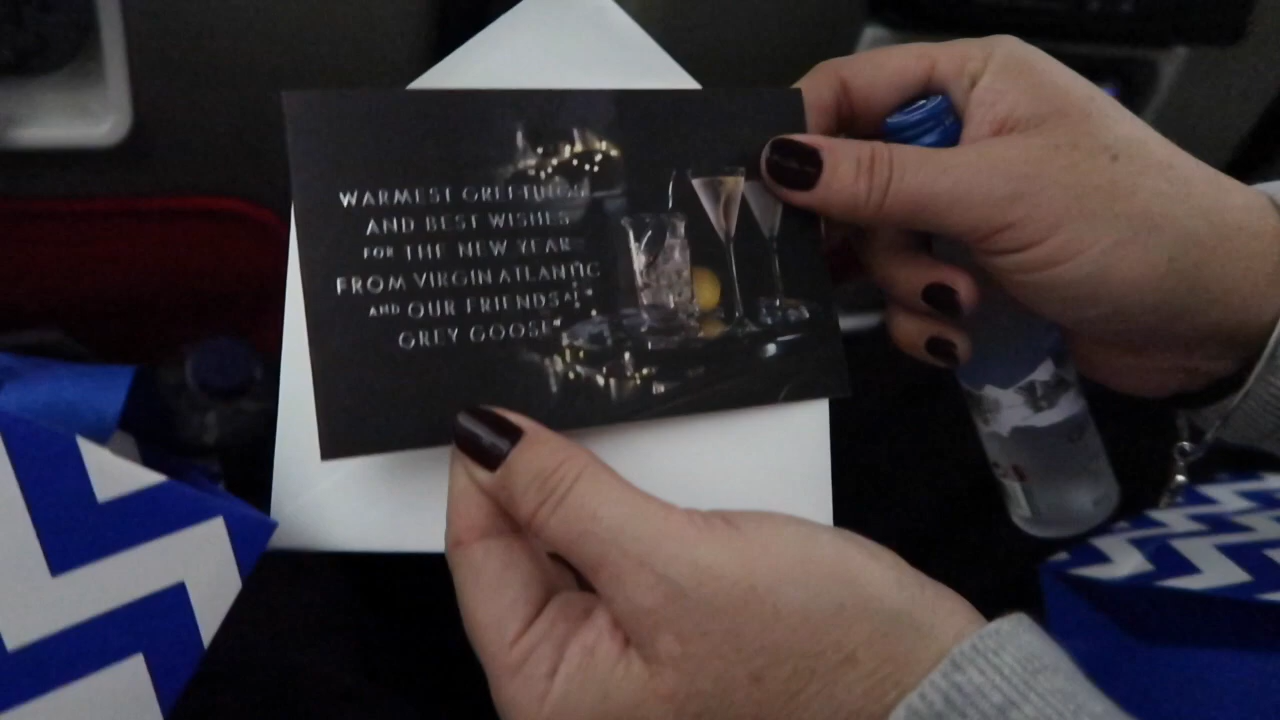 WARMEST GREETINGS
AND BEST WISHES
FOR THE NEW YEAR
FROM VIRGIN ATLANTIC
AND OUR FRIENDS AT
GREY GOOSE